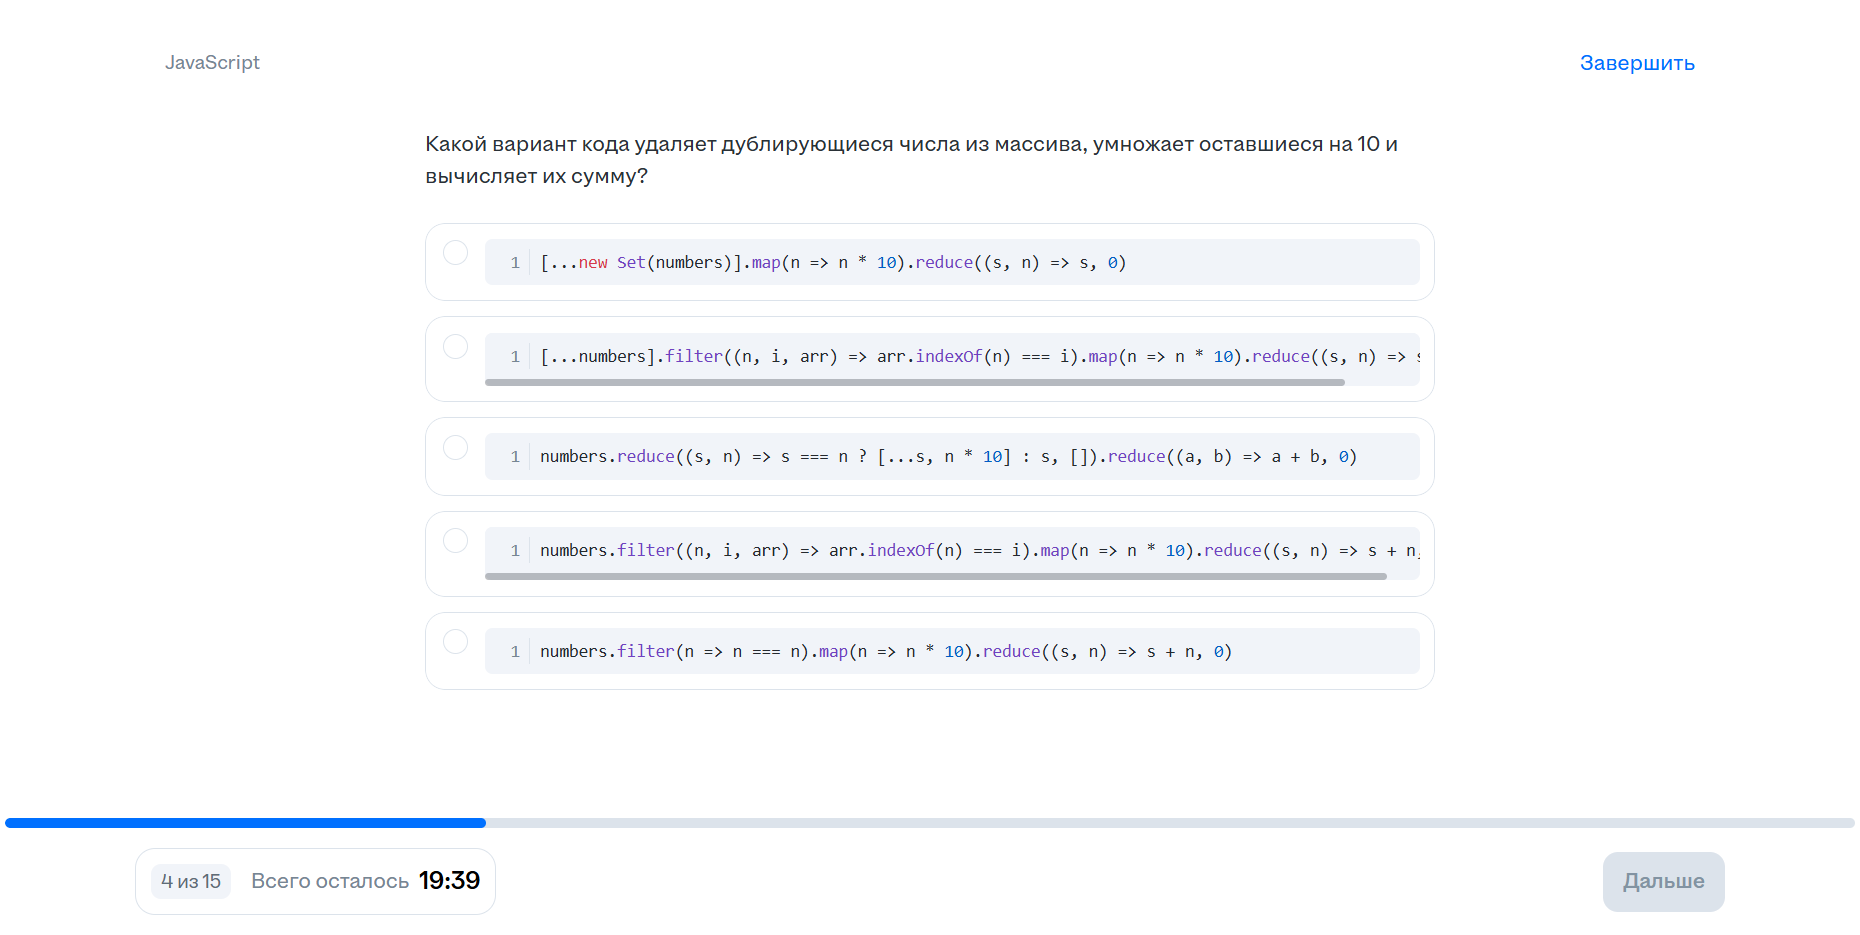 JavaScript
Завершить
Какой вариант кода удаляет дублирующиеся числа из массива, умножает оставшиеся на 10 и
вычисляет их сумму?
1 [...new Set(numbers)].map(n => n * 10).reduce((s, n) => s, 0)
1 [...numbers].filter((n, i, arr) => arr.indexOf(n) === i).map(n => n * 10).reduce((s, n) =>
1 numbers.reduce((s, n) => s === n ? [...s, n * 10] : s, []).reduce((a, b) => a + b, 0)
1 numbers.filter((n, i, arr) => arr.indexOf(n) === i).map(n => n * 10).reduce((s, n) => s + n,
1 numbers.filter(n => n === n).map(n => n * 10).reduce((s, n) => s + n, 0)
4 из 15
Всего осталось 19:39
Дальше